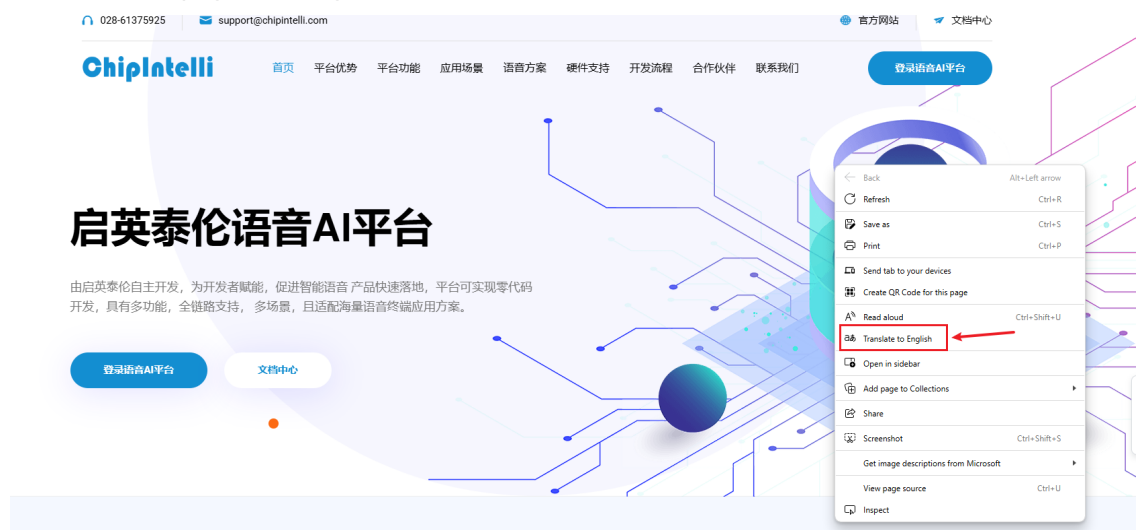 028-61375925 support@chipintelli.com 官方网站 文档中心
ChipIntelli 首页 平台优势 平台功能 应用场景 语音方案 硬件支持 开发流程 合作伙伴 联系我们 登录语音AI平台
启英泰伦语音AI平台
由启英泰伦自主开发，为开发者赋能，促进智能语音 产品快速落地，平台可实现零代码
开发，具有多功能，全链路支持， 多场景，且适配海量语音终端应用方案。
登录语音AI平台 文档中心
Back Alt+Left arrow
Refresh Ctrl+R
Save as Ctrl+S
Print Ctrl+P
Send tab to your devices
Create QR Code for this page
Read aloud Ctrl+Shift+U
Translate to English
Open in sidebar
Add page to Collections
Share
Screenshot Ctrl+Shift+S
Get image descriptions from Microsoft
View page source Ctrl+U
Inspect